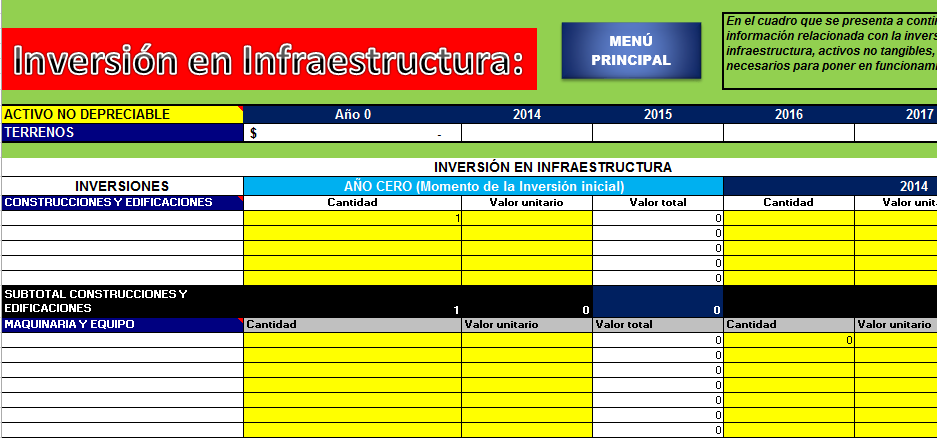 Inversión en Infraestructura:
MENÚ
PRINCIPAL
En el cuadro que se presenta a
información relacionada con la
infraestructura, activos no tangibles,
necesarios para poner en
ACTIVO NO DEPRECIABLE Año 0 2014 2015 2016 2017
TERRENOS $ -
INVERSIÓN EN INFRAESTRUCTURA
INVERSIONES AÑO CERO (Momento de la Inversión inicial) 2014
CONSTRUCCIONES Y EDIFICACIONES Cantidad Valor unitario Valor total Cantidad Valor
1 0
0
0
0
0
SUBTOTAL CONSTRUCCIONES Y
EDIFICACIONES 1 0 0
MAQUINARIA Y EQUIPO Cantidad Valor unitario Valor total Cantidad Valor unitario
0 0
0
0
0
0
0
0